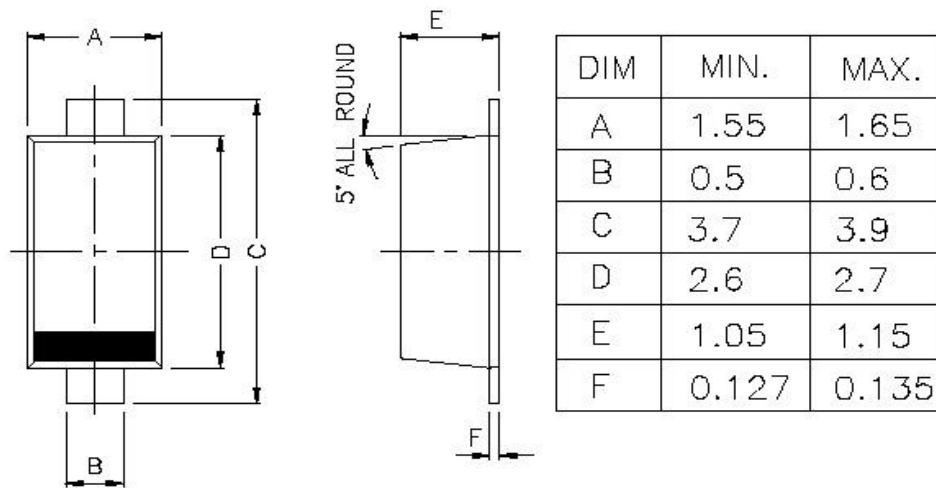 A
E
5° ALL ROUND
D
C
F
B
DIM MIN. MAX.
A 1.55 1.65
B 0.5 0.6
C 3.7 3.9
D 2.6 2.7
E 1.05 1.15
F 0.127 0.135